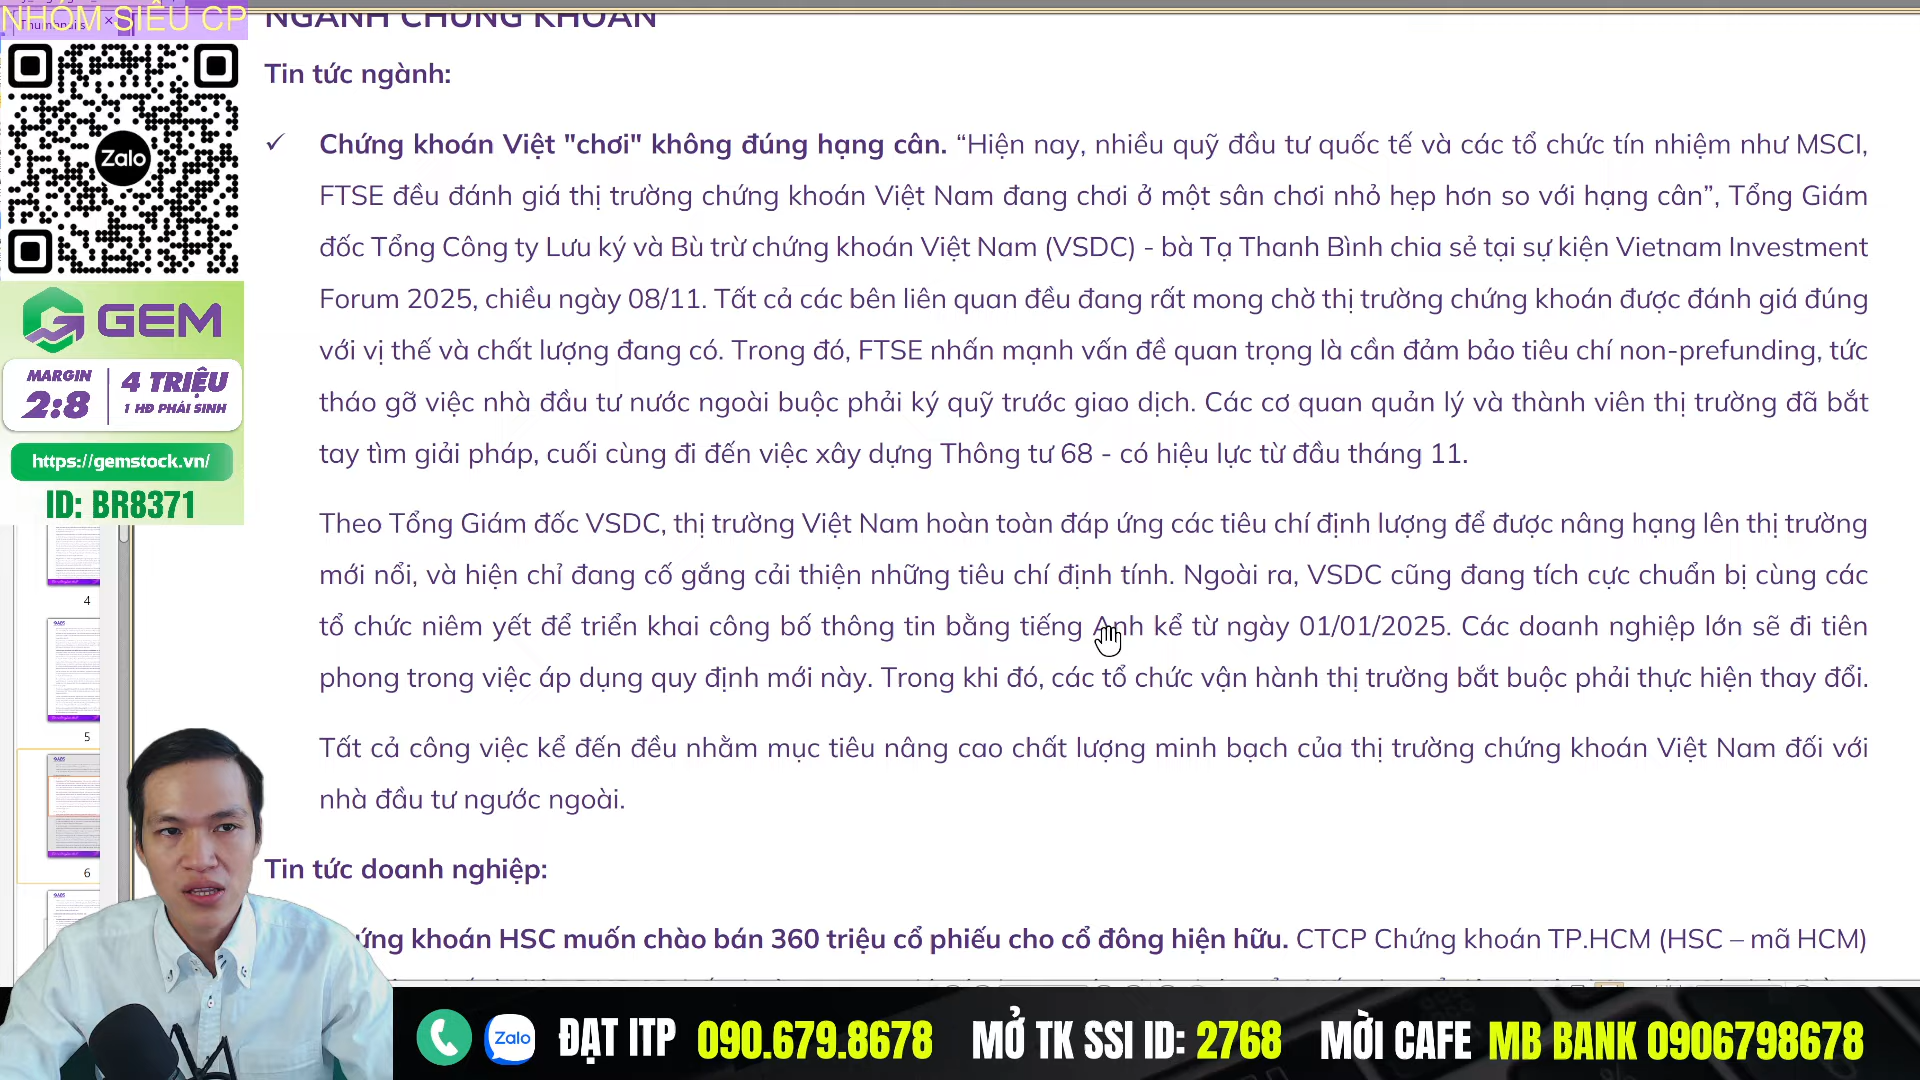 NHÓM SIÊU CP
NGÀNH CHỨNG KHOÁN
Tin tức ngành:
✓ Chứng khoán Việt "chơi" không đúng hạng cân. “Hiện nay, nhiều quỹ đầu tư quốc tế và các tổ chức tín nhiệm như MSCI,
FTSE đều đánh giá thị trường chứng khoán Việt Nam đang chơi ở một sân chơi nhỏ hẹp hơn so với hạng cân”, Tổng Giám
đốc Tổng Công ty Lưu ký và Bù trừ chứng khoán Việt Nam (VSDC) - bà Tạ Thanh Bình chia sẻ tại sự kiện Vietnam Investment
Forum 2025, chiều ngày 08/11. Tất cả các bên liên quan đều đang rất mong chờ thị trường chứng khoán được đánh giá đúng
với vị thế và chất lượng đang có. Trong đó, FTSE nhấn mạnh vấn đề quan trọng là cần đảm bảo tiêu chí non-prefunding, tức
tháo gỡ việc nhà đầu tư nước ngoài buộc phải ký quỹ trước giao dịch. Các cơ quan quản lý và thành viên thị trường đã bắt
tay tìm giải pháp, cuối cùng đi đến việc xây dựng Thông tư 68 - có hiệu lực từ đầu tháng 11.
Theo Tổng Giám đốc VSDC, thị trường Việt Nam hoàn toàn đáp ứng các tiêu chí định lượng để được nâng hạng lên thị trường
mới nổi, và hiện chỉ đang cố gắng cải thiện những tiêu chí định tính. Ngoài ra, VSDC cũng đang tích cực chuẩn bị cùng các
tổ chức niêm yết để triển khai công bố thông tin bằng tiếng Anh kể từ ngày 01/01/2025. Các doanh nghiệp lớn sẽ đi tiên
phong trong việc áp dụng quy định mới này. Trong khi đó, các tổ chức vận hành thị trường bắt buộc phải thực hiện thay đổi.
Tất cả công việc kể đến đều nhằm mục tiêu nâng cao chất lượng minh bạch của thị trường chứng khoán Việt Nam đối với
nhà đầu tư ngước ngoài.
Tin tức doanh nghiệp:
ứng khoán HSC muốn chào bán 360 triệu cổ phiếu cho cổ đông hiện hữu. CTCP Chứng khoán TP.HCM (HSC – mã HCM)
Zalo
GEM
MARGIN
2:8
4 TRIỆU
1 HĐ PHÁI SINH
https://gemstock.vn/
ID: BR8371
4
5
6
Zalo
ĐẠT ITP 090.679.8678 MỞ TK SSI ID: 2768 MỜI CAFE MB BANK 0906798678